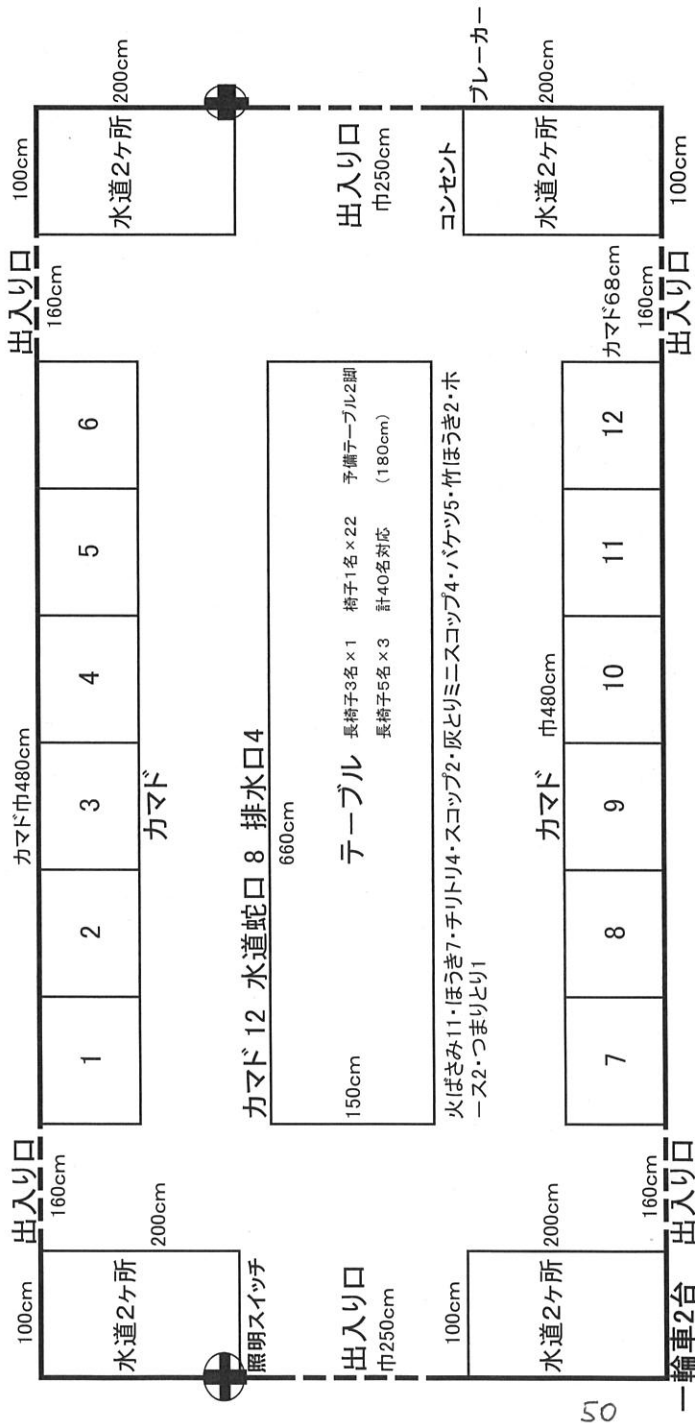 カマド巾480cm
100cm
出入り口
160cm
出入り口
160cm
100cm
水道2ヶ所
200cm
1
2
3
4
5
6
水道2ヶ所
200cm
照明スイッチ
カマド
カマド 12 水道蛇口 8 排水口4
660cm
出入り口
巾250cm
150cm
テーブル
長椅子3名×1 椅子1名×22 予備テーブル2脚
長椅子5名×3 計40名対応 (180cm)
出入り口
巾250cm
火ばさみ11・ほうき7・チリトリ4・スコップ2・灰とりミニスコップ4・バケツ5・竹ほうき2・ホ
ース2・つまりとり1
100cm
コンセント
ブレーカー
カマド
巾480cm
水道2ヶ所
200cm
7
8
9
10
11
12
カマド68cm
水道2ヶ所
200cm
160cm
160cm
一輪車2台
出入り口
出入り口
100cm
50